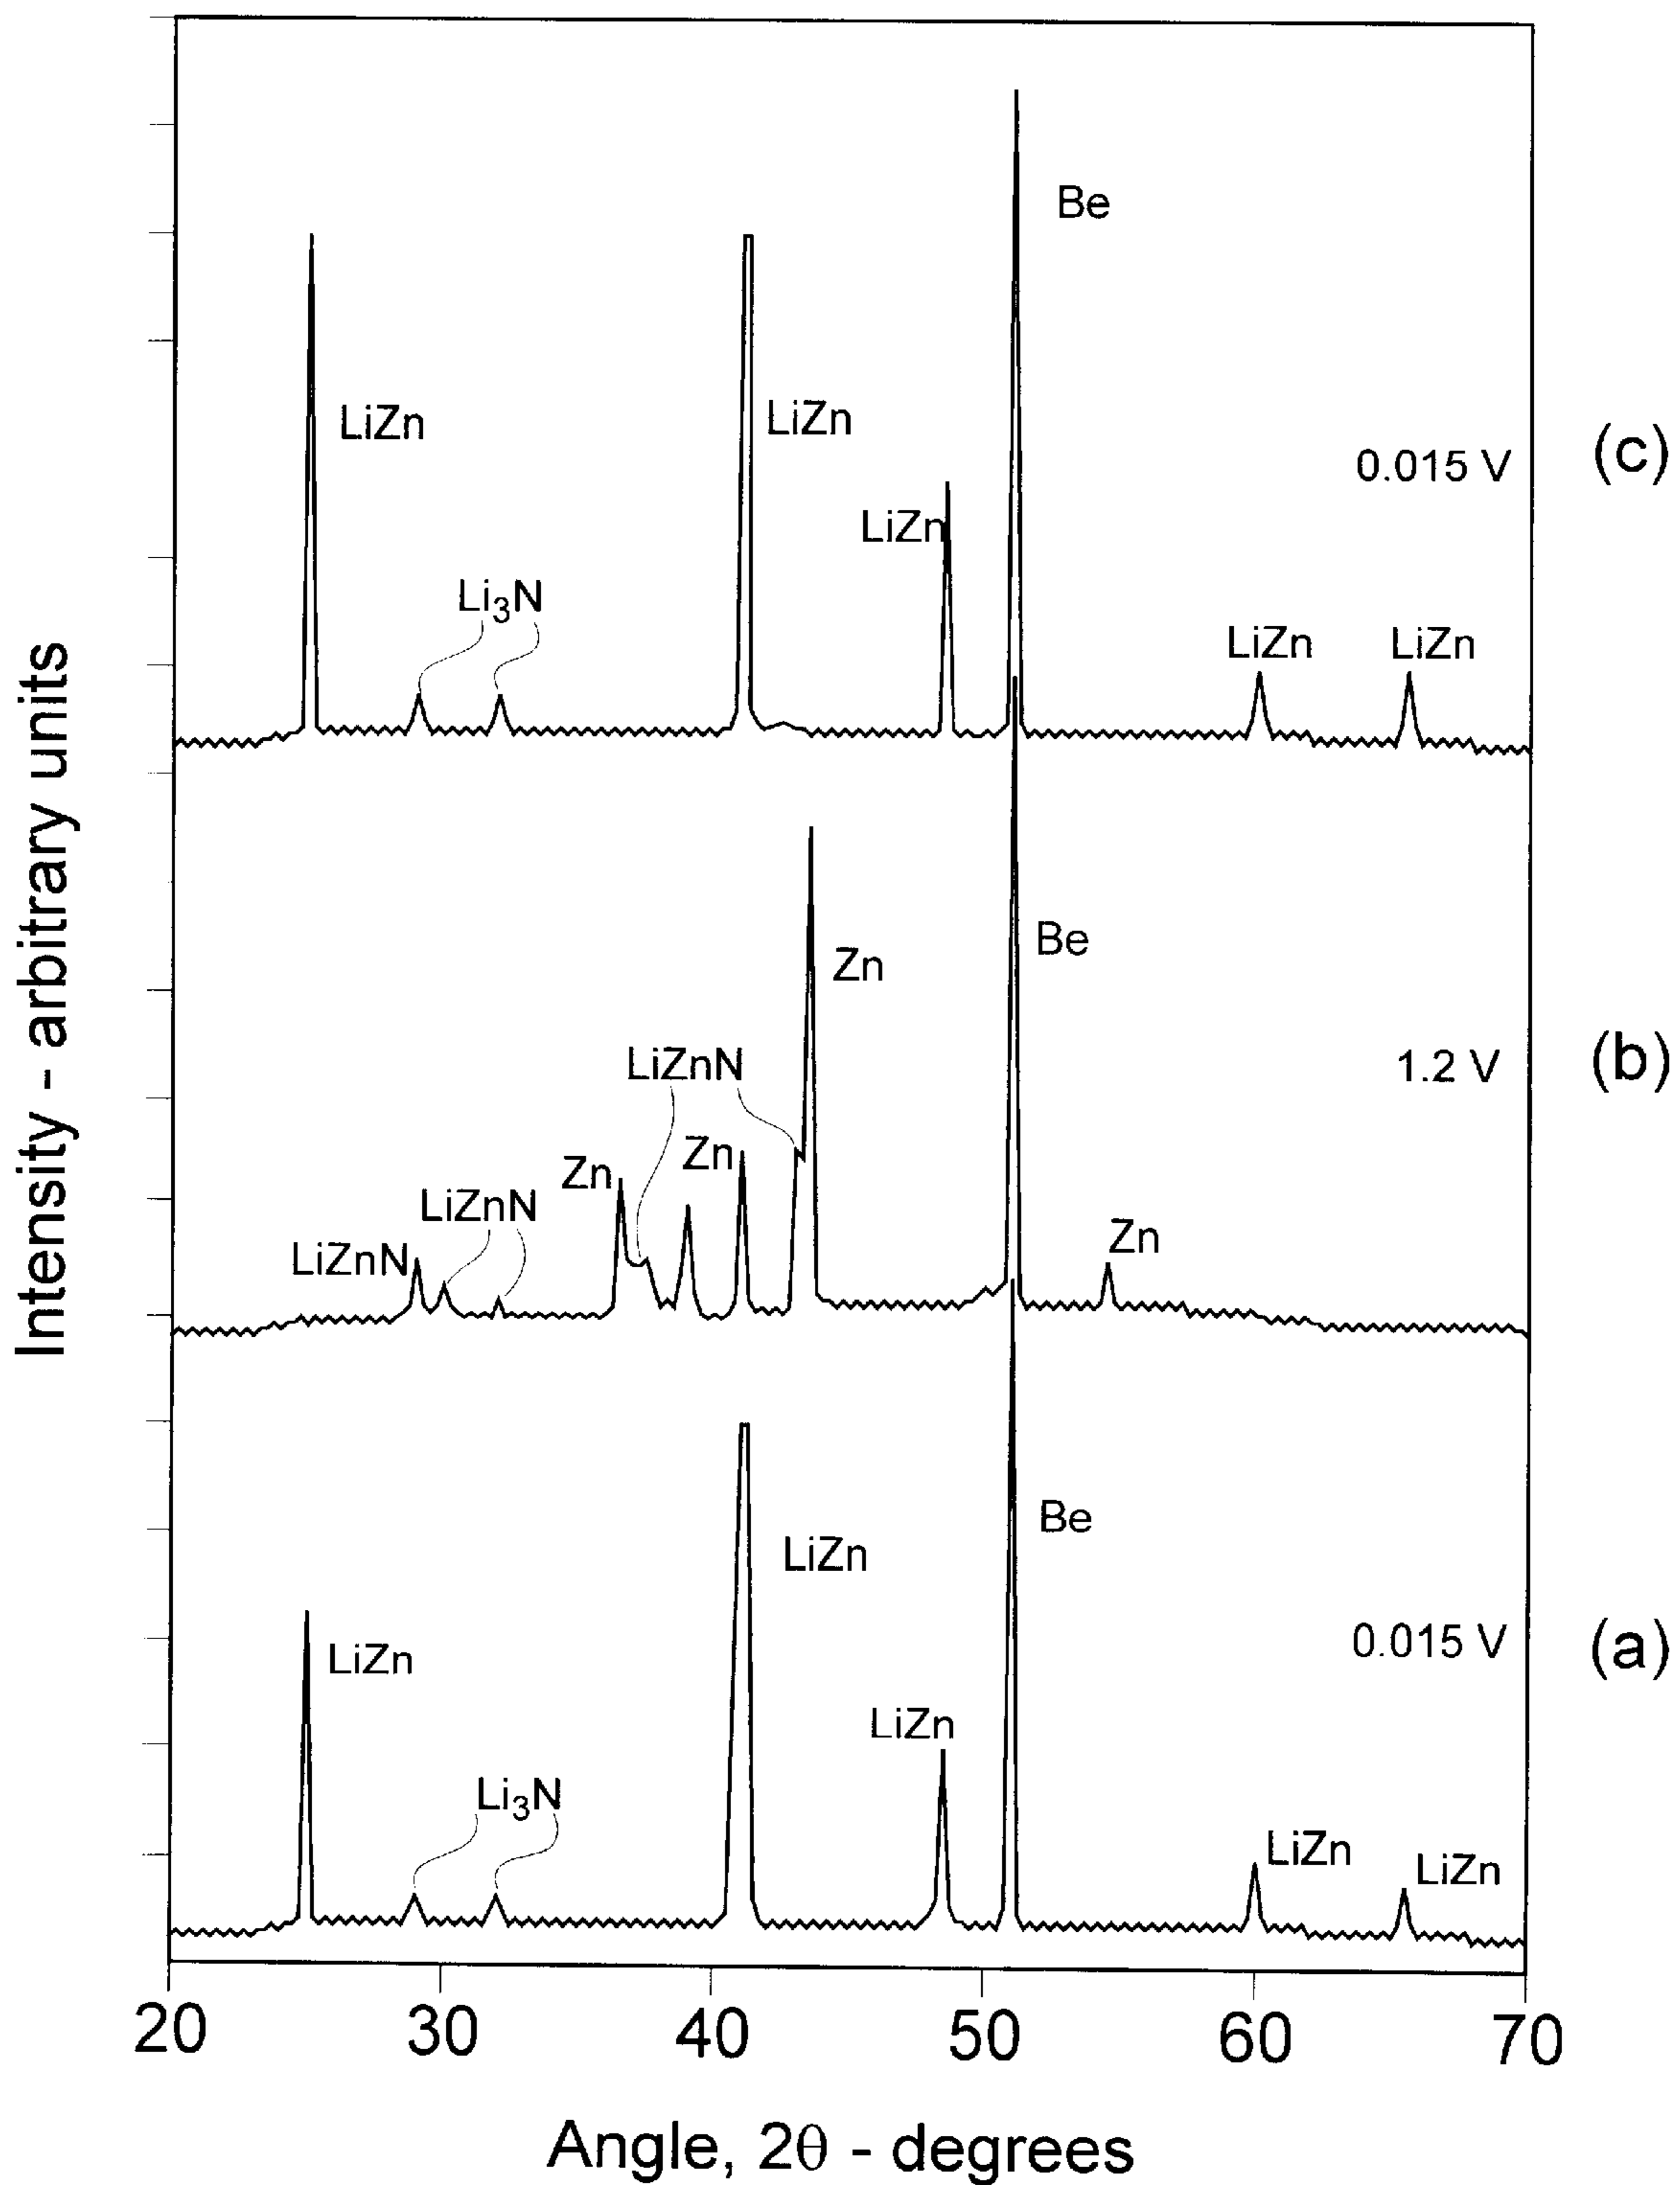 Be
LiZn
LiZn
0.015 V
(c)
LiZn
Li₃N
LiZn
LiZn
Be
Zn
LiZnN
1.2 V
(b)
Zn
Zn
LiZnN
LiZnN
Zn
Be
LiZn
LiZn
0.015 V
(a)
LiZn
Li₃N
LiZn
LiZn
Intensity - arbitrary units
20 30 40 50 60 70
Angle, 2θ - degrees